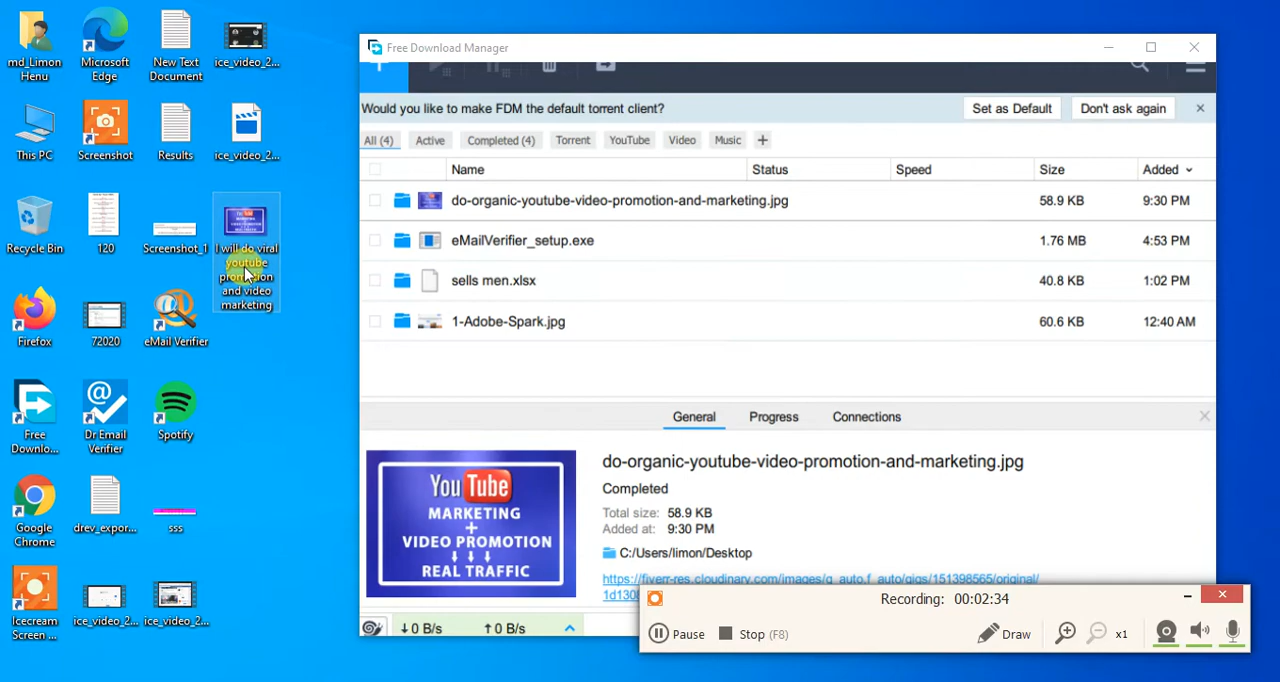 md_Limon
Henu
Microsoft
Edge
New Text
Document
ice_video_2...
This PC
Screenshot
Results
ice_video_2...
Recycle Bin
120
Screenshot_1
I will do viral
youtube
promotion
and video
marketing
Firefox
72020
eMail Verifier
Free
Downlo...
Dr Email
Verifier
Spotify
Google
Chrome
drev_expor...
sss
Icecream
Screen ...
ice_video_2...
ice_video_2...
Free Download Manager
Would you like to make FDM the default torrent client?
Set as Default
Don't ask again
All (4)
Active
Completed (4)
Torrent
YouTube
Video
Music
Name
Status
Speed
Size
Added
do-organic-youtube-video-promotion-and-marketing.jpg
58.9 KB
9:30 PM
eMailVerifier_setup.exe
1.76 MB
4:53 PM
sells men.xlsx
40.8 KB
1:02 PM
1-Adobe-Spark.jpg
60.6 KB
12:40 AM
General
Progress
Connections
YouTube
MARKETING
+
VIDEO PROMOTION
↓ ↓ ↓
REAL TRAFFIC
do-organic-youtube-video-promotion-and-marketing.jpg
Completed
Total size: 58.9 KB
Added at: 9:30 PM
C:/Users/limon/Desktop
https://fiverr-res.cloudinary.com/images/q_auto,f_auto/gigs/151398565/original/
1d1308
↓0 B/s
↑0 B/s
Recording: 00:02:34
Pause
Stop (F8)
Draw
x1